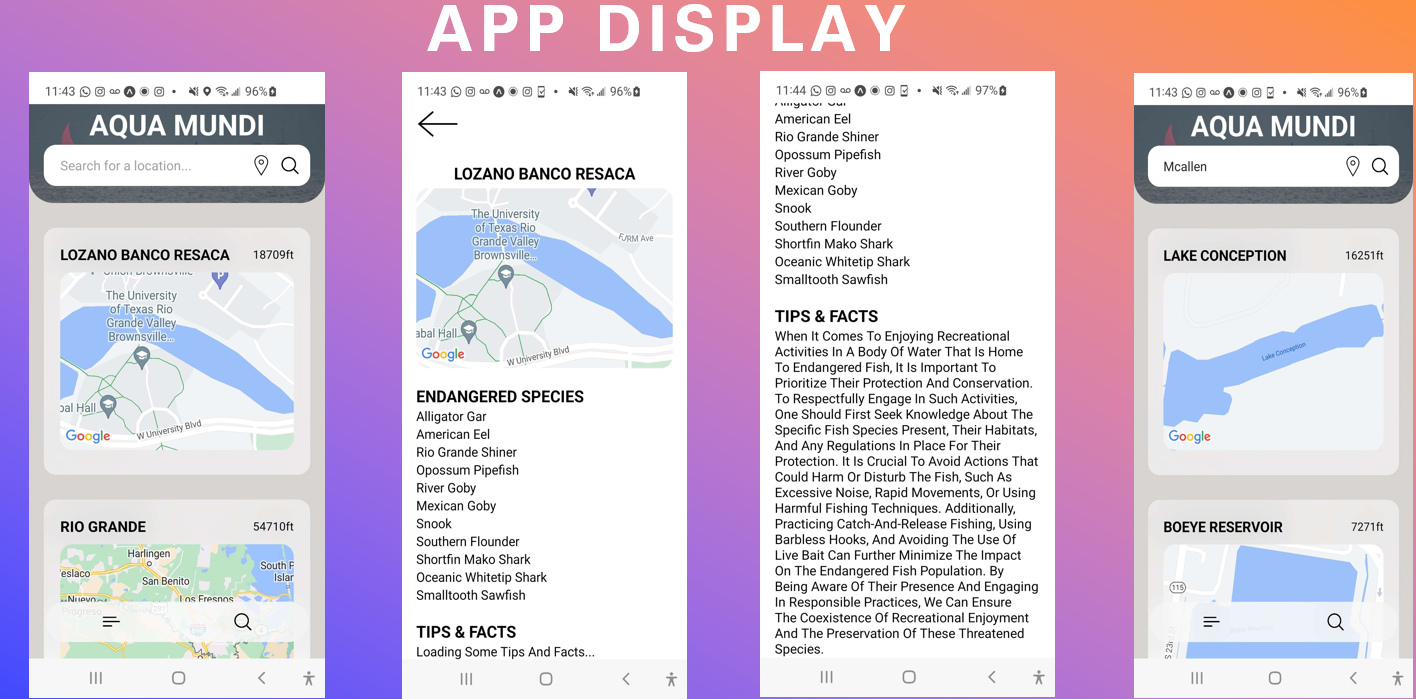 APP DISPLAY
11:43 96%
AQUA MUNDI
Search for a location...
LOZANO BANCO RESACA 18709ft
Union Brownsville
The University
of Texas Rio
Grande Valley
Brownsville...
bal Hall
W University Blvd
Google
RIO GRANDE 54710ft
Harlingen
eslaco
San Benito
South P
Islan
Nuevo
Progreso
Los Fresnos
281
4
11:43 96%
LOZANO BANCO RESACA
The University
of Texas Rio
Grande Valley
Brownsville...
F/RM Ave
abal Hall
Google
W University Blvd
ENDANGERED SPECIES
Alligator Gar
American Eel
Rio Grande Shiner
Opossum Pipefish
River Goby
Mexican Goby
Snook
Southern Flounder
Shortfin Mako Shark
Oceanic Whitetip Shark
Smalltooth Sawfish
TIPS & FACTS
Loading Some Tips And Facts...
11:44 97%
Alligator Gar
American Eel
Rio Grande Shiner
Opossum Pipefish
River Goby
Mexican Goby
Snook
Southern Flounder
Shortfin Mako Shark
Oceanic Whitetip Shark
Smalltooth Sawfish
TIPS & FACTS
When It Comes To Enjoying Recreational
Activities In A Body Of Water That Is Home
To Endangered Fish, It Is Important To
Prioritize Their Protection And Conservation.
To Respectfully Engage In Such Activities,
One Should First Seek Knowledge About The
Specific Fish Species Present, Their Habitats,
And Any Regulations In Place For Their
Protection. It Is Crucial To Avoid Actions That
Could Harm Or Disturb The Fish, Such As
Excessive Noise, Rapid Movements, Or Using
Harmful Fishing Techniques. Additionally,
Practicing Catch-And-Release Fishing, Using
Barbless Hooks, And Avoiding The Use Of
Live Bait Can Further Minimize The Impact
On The Endangered Fish Population. By
Being Aware Of Their Presence And Engaging
In Responsible Practices, We Can Ensure
The Coexistence Of Recreational Enjoyment
And The Preservation Of These Threatened
Species.
11:43 96%
AQUA MUNDI
Mcallen
LAKE CONCEPTION 16251ft
Lake Conception
Google
BOEYE RESERVOIR 7271ft
115
S 23r